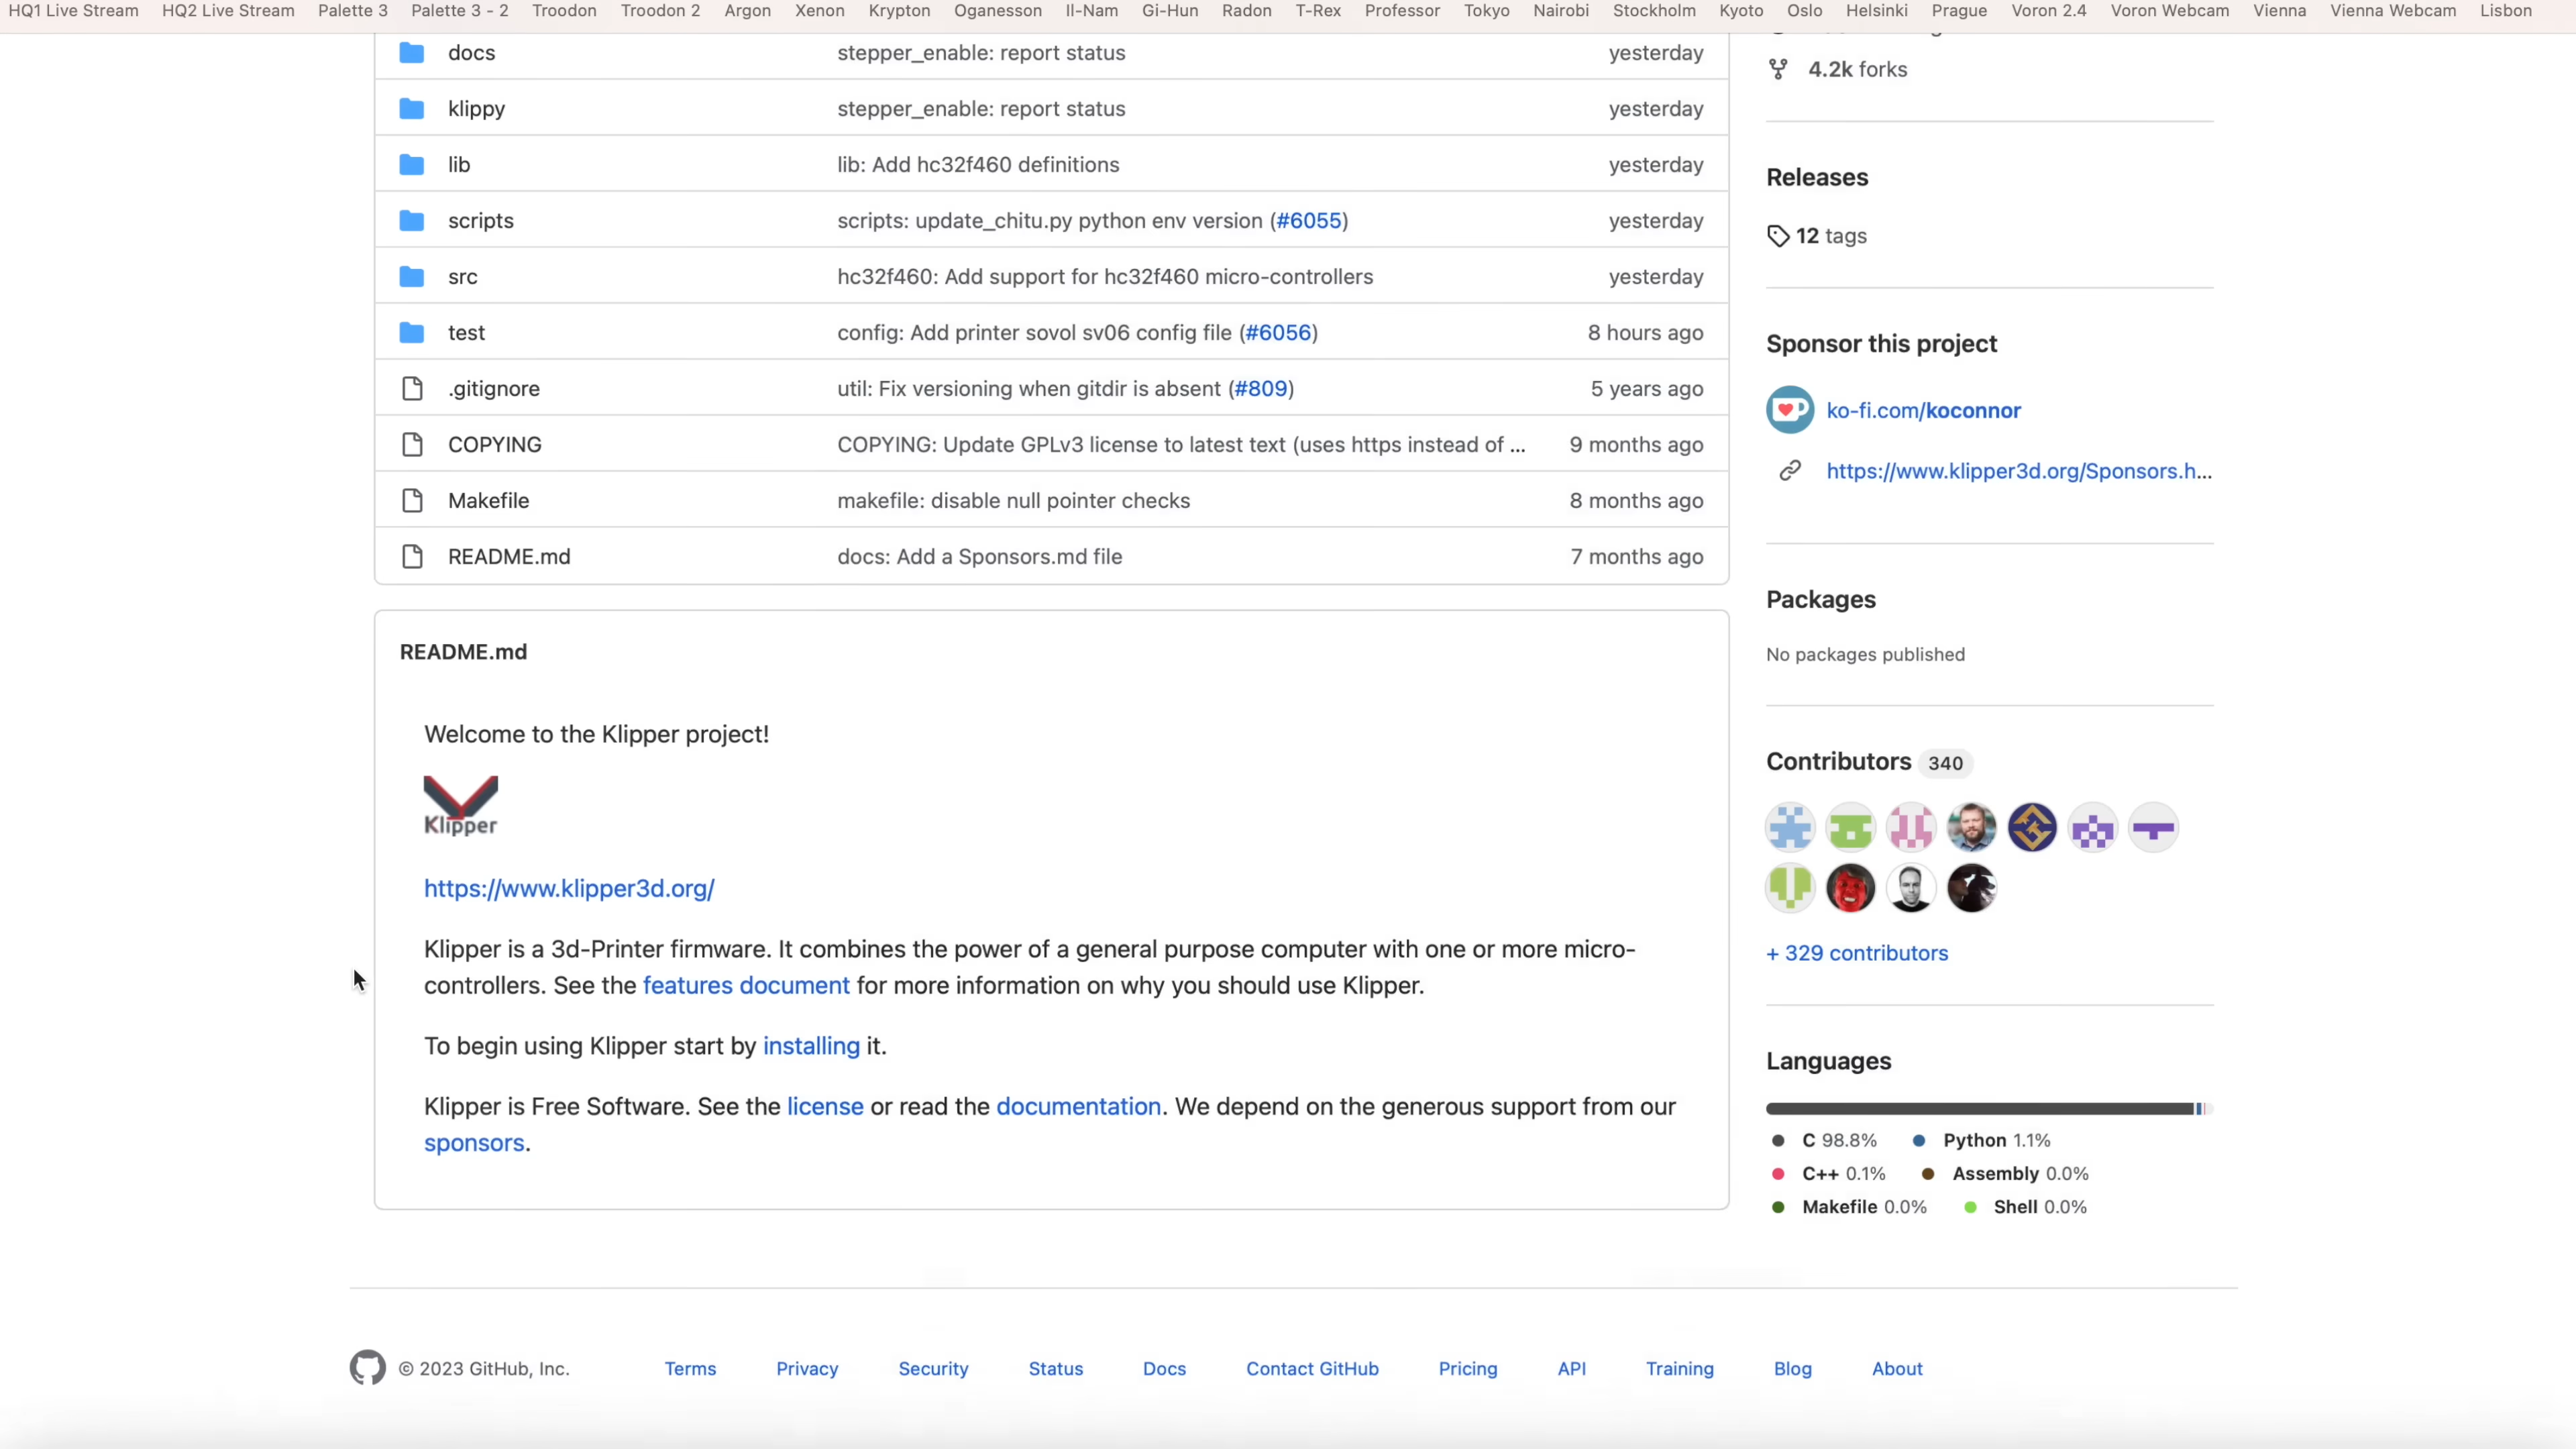 HQ1 Live Stream HQ2 Live Stream Palette 3 Palette 3 - 2 Troodon Troodon 2 Argon Xenon Krypton Oganesson Il-Nam Gi-Hun Radon T-Rex Professor Tokyo Nairobi Stockholm Kyoto Oslo Helsinki Prague Voron 2.4 Voron Webcam Vienna Vienna Webcam Lisbon
docs stepper_enable: report status yesterday
klippy stepper_enable: report status yesterday
lib lib: Add hc32f460 definitions yesterday
scripts scripts: update_chitu.py python env version (#6055) yesterday
src hc32f460: Add support for hc32f460 micro-controllers yesterday
test config: Add printer sovol sv06 config file (#6056) 8 hours ago
.gitignore util: Fix versioning when gitdir is absent (#809) 5 years ago
COPYING COPYING: Update GPLv3 license to latest text (uses https instead of ... 9 months ago
Makefile makefile: disable null pointer checks 8 months ago
README.md docs: Add a Sponsors.md file 7 months ago
README.md
Welcome to the Klipper project!
Klipper
https://www.klipper3d.org/
Klipper is a 3d-Printer firmware. It combines the power of a general purpose computer with one or more micro-
controllers. See the features document for more information on why you should use Klipper.
To begin using Klipper start by installing it.
Klipper is Free Software. See the license or read the documentation. We depend on the generous support from our
sponsors.
4.2k forks
Releases
12 tags
Sponsor this project
ko-fi.com/koconnor
https://www.klipper3d.org/Sponsors.h...
Packages
No packages published
Contributors 340
+ 329 contributors
Languages
C 98.8% Python 1.1%
C++ 0.1% Assembly 0.0%
Makefile 0.0% Shell 0.0%
© 2023 GitHub, Inc. Terms Privacy Security Status Docs Contact GitHub Pricing API Training Blog About